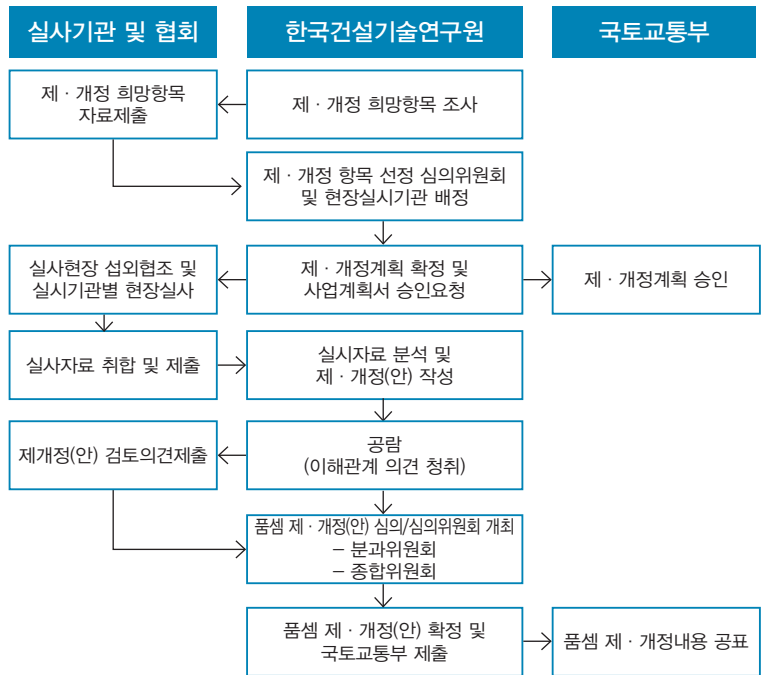 실사기관 및 협회
한국건설기술연구원
국토교통부
제 · 개정 희망항목
자료제출
제 · 개정 희망항목 조사
제 · 개정 항목 선정 심의위원회
및 현장실시기관 배정
실사현장 섭외협조 및
실시기관별 현장실사
제 · 개정계획 확정 및
사업계획서 승인요청
제 · 개정계획 승인
실사자료 취합 및 제출
실시자료 분석 및
제 · 개정(안) 작성
제개정(안) 검토의견제출
공람
(이해관계 의견 청취)
품셈 제 · 개정(안) 심의/심의위원회 개최
– 분과위원회
– 종합위원회
품셈 제 · 개정(안) 확정 및
국토교통부 제출
품셈 제 · 개정내용 공표